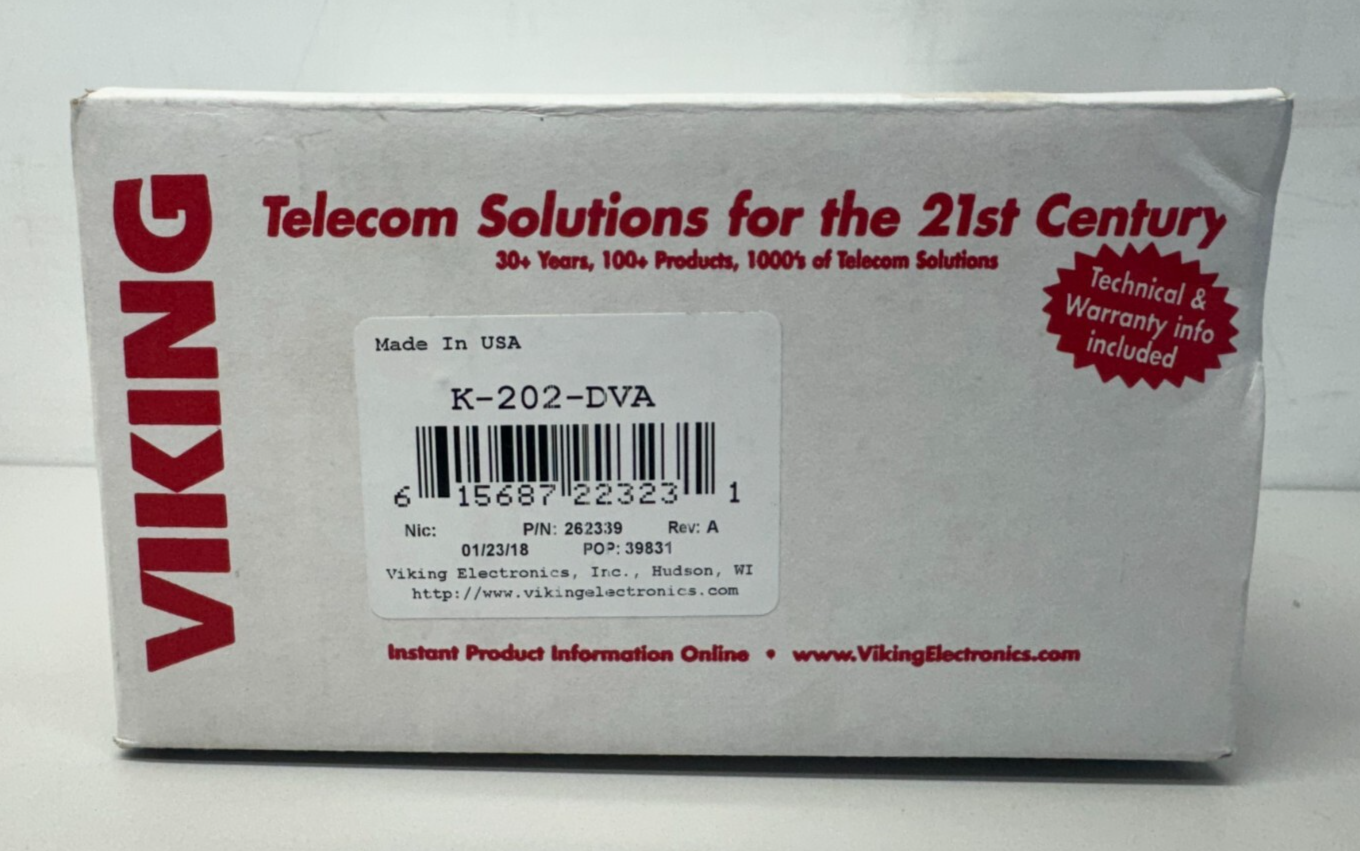 VIKING
Telecom Solutions for the 21st Century
30+ Years, 100+ Products, 1000's of Telecom Solutions
Technical &
Warranty info
included
Made In USA
K-202-DVA
6 15687 22323 1
Nic: P/N: 262339 Rev: A
01/23/18 POP: 39831
Viking Electronics, Inc., Hudson, WI
http://www.vikingelectronics.com
Instant Product Information Online • www.VikingElectronics.com